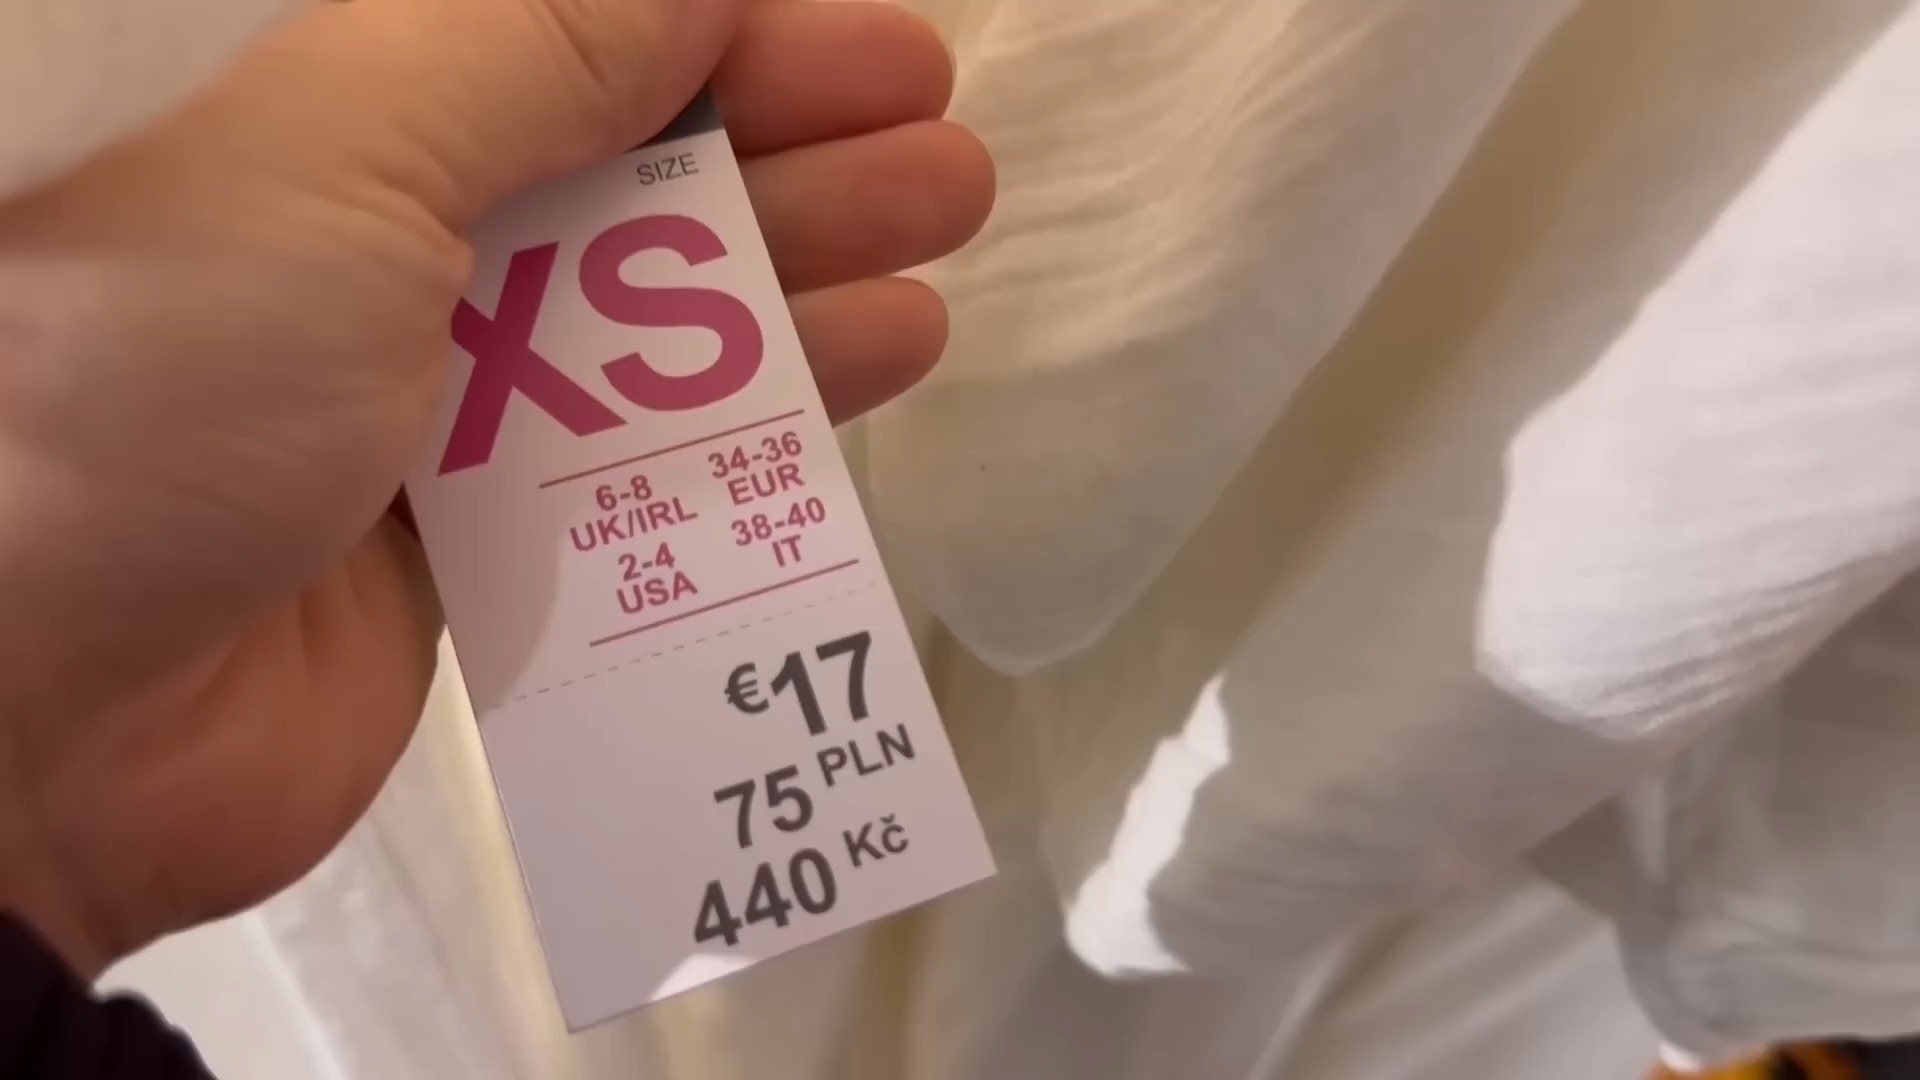 SIZE
XS
6-8
UK/IRL
34-36
EUR
2-4
USA
38-40
IT
€17
75 PLN
440 Kč